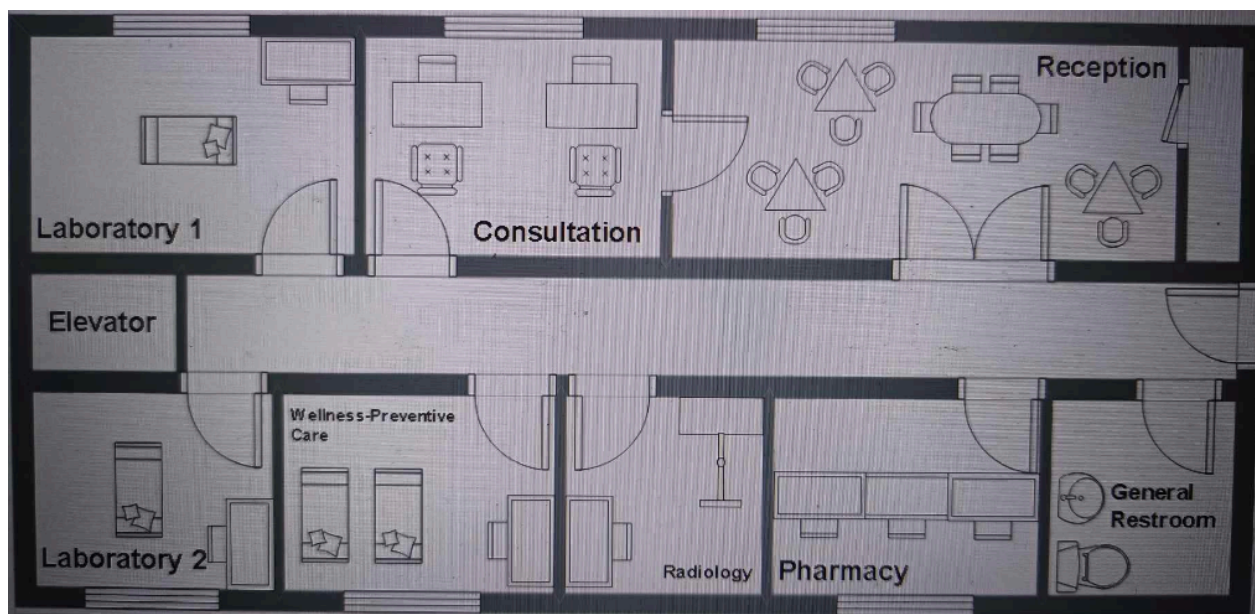 Reception
Laboratory 1
Consultation
Elevator
Wellness-Preventive
Care
Laboratory 2
Radiology
Pharmacy
General
Restroom